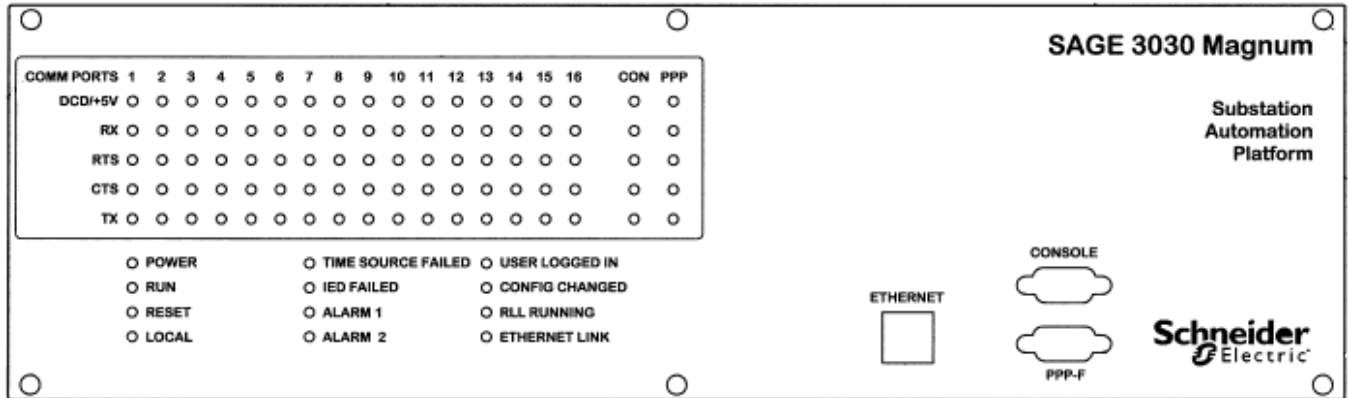 SAGE 3030 Magnum
COMM PORTS 1 2 3 4 5 6 7 8 9 10 11 12 13 14 15 16 CON PPP
DCD/+5V
RX
RTS
CTS
TX
Substation
Automation
Platform
POWER TIME SOURCE FAILED USER LOGGED IN
RUN IED FAILED CONFIG CHANGED
RESET ALARM 1 RLL RUNNING
LOCAL ALARM 2 ETHERNET LINK
ETHERNET
CONSOLE
PPP-F
Schneider
Electric